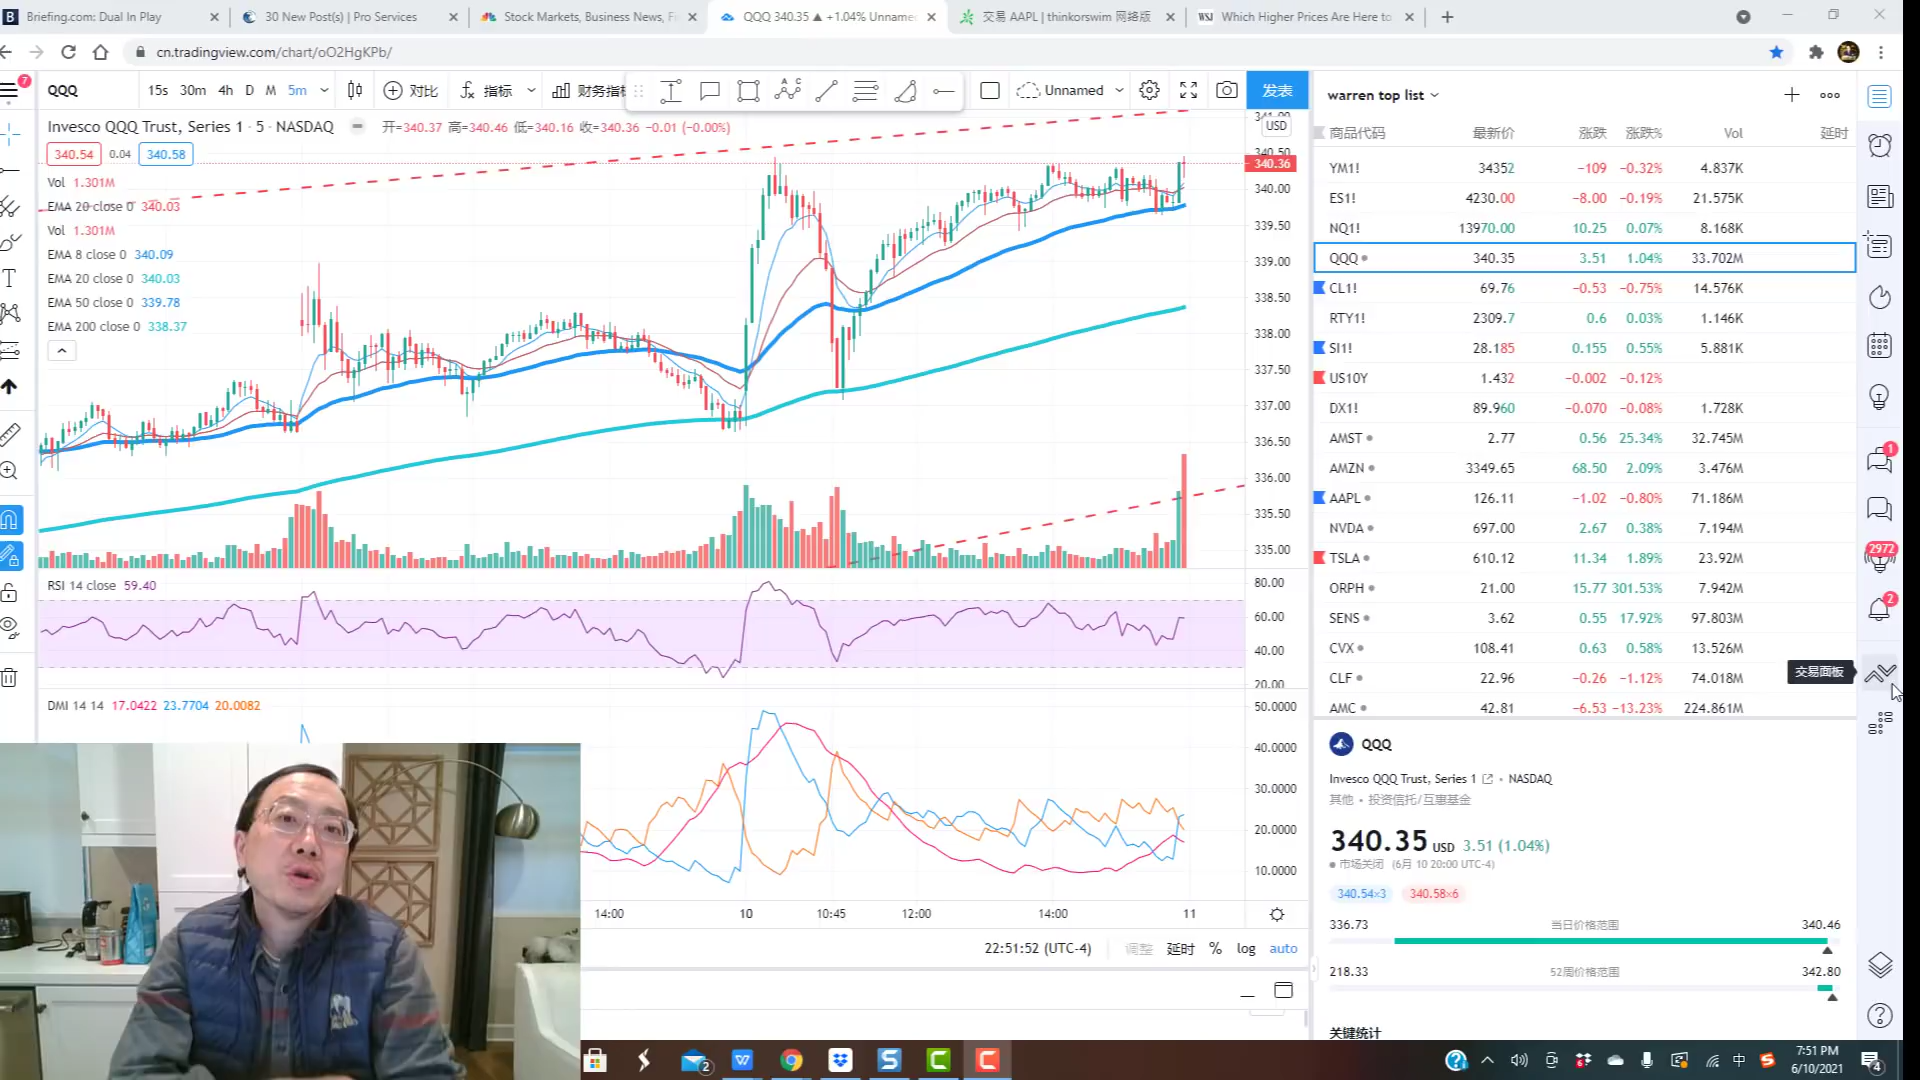 Briefing.com: Dual In Play
30 New Post(s) | Pro Services
Stock Markets, Business News, Fi
QQQ 340.35 ▲ +1.04% Unname
交易 AAPL | thinkorswim 网络版
WSJ Which Higher Prices Are Here to
cn.tradingview.com/chart/oO2HgKPb/
7
QQQ 15s 30m 4h D M 5m 对比 指标 财务指标 Unnamed 发表
Invesco QQQ Trust, Series 1 · 5 · NASDAQ 开=340.37 高=340.46 低=340.16 收=340.36 −0.01 (−0.00%)
340.54 0.04 340.58
Vol 1.301M
EMA 20 close 0 340.03
Vol 1.301M
EMA 8 close 0 340.09
EMA 20 close 0 340.03
EMA 50 close 0 339.78
EMA 200 close 0 338.37
341.00
USD
340.50
340.36
340.00
339.50
339.00
338.50
338.00
337.50
337.00
336.50
336.00
335.50
335.00
RSI 14 close 59.40
80.00
60.00
40.00
20.00
DMI 14 14 17.0422 23.7704 20.0082
50.0000
40.0000
30.0000
20.0000
10.0000
14:00 10 10:45 12:00 14:00 11
22:51:52 (UTC-4) 调整 延时 % log auto
warren top list
商品代码 最新价 涨跌 涨跌% Vol 延时
YM1! 34352 −109 −0.32% 4.837K
ES1! 4230.00 −8.00 −0.19% 21.575K
NQ1! 13970.00 10.25 0.07% 8.168K
QQQ 340.35 3.51 1.04% 33.702M
CL1! 69.76 −0.53 −0.75% 14.576K
RTY1! 2309.7 0.6 0.03% 1.146K
SI1! 28.185 0.155 0.55% 5.881K
US10Y 1.432 −0.002 −0.12%
DX1! 89.960 −0.070 −0.08% 1.728K
AMST 2.77 0.56 25.34% 32.745M
AMZN 3349.65 68.50 2.09% 3.476M
AAPL 126.11 −1.02 −0.80% 71.186M
NVDA 697.00 2.67 0.38% 7.194M
TSLA 610.12 11.34 1.89% 23.92M
ORPH 21.00 15.77 301.53% 7.942M
SENS 3.62 0.55 17.92% 97.803M
CVX 108.41 0.63 0.58% 13.526M
CLF 22.96 −0.26 −1.12% 74.018M
AMC 42.81 −6.53 −13.23% 224.861M
交易面板
1
2972
2
QQQ
Invesco QQQ Trust, Series 1 • NASDAQ
其他 • 投资信托/互惠基金
340.35 USD 3.51 (1.04%)
市场关闭 (6月 10 20:00 UTC-4)
340.54×3 340.58×6
336.73 当日价格范围 340.46
218.33 52周价格范围 342.80
关键统计
2
中
7:51 PM
6/10/2021
4